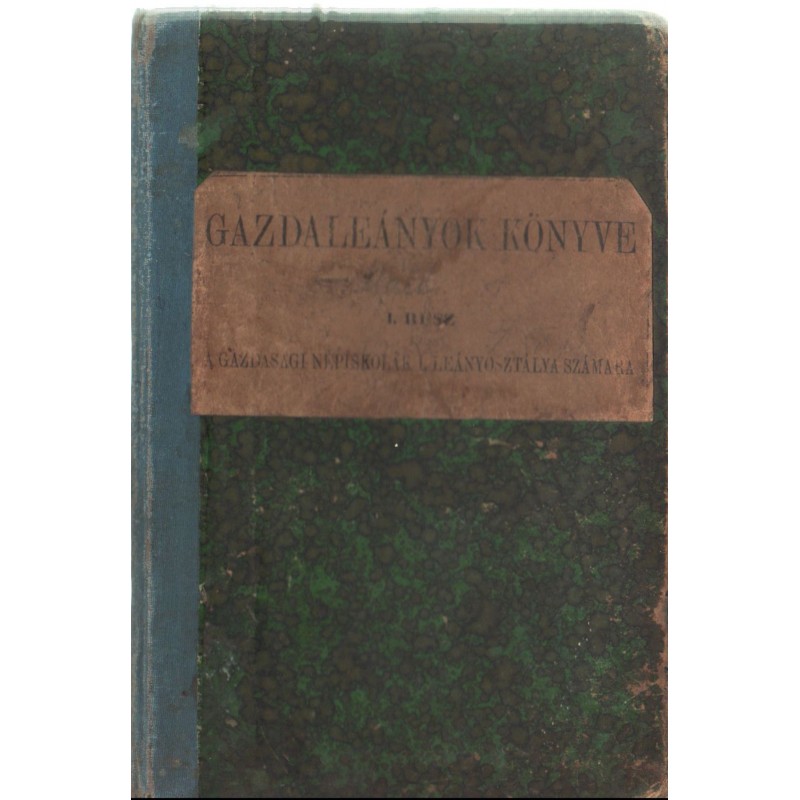 GAZDALEÁNYOK KÖNYVE
I. RÉSZ
A GAZDASÁGI NÉPISKOLÁK I. LEÁNYOSZTÁLYA SZÁMÁRA